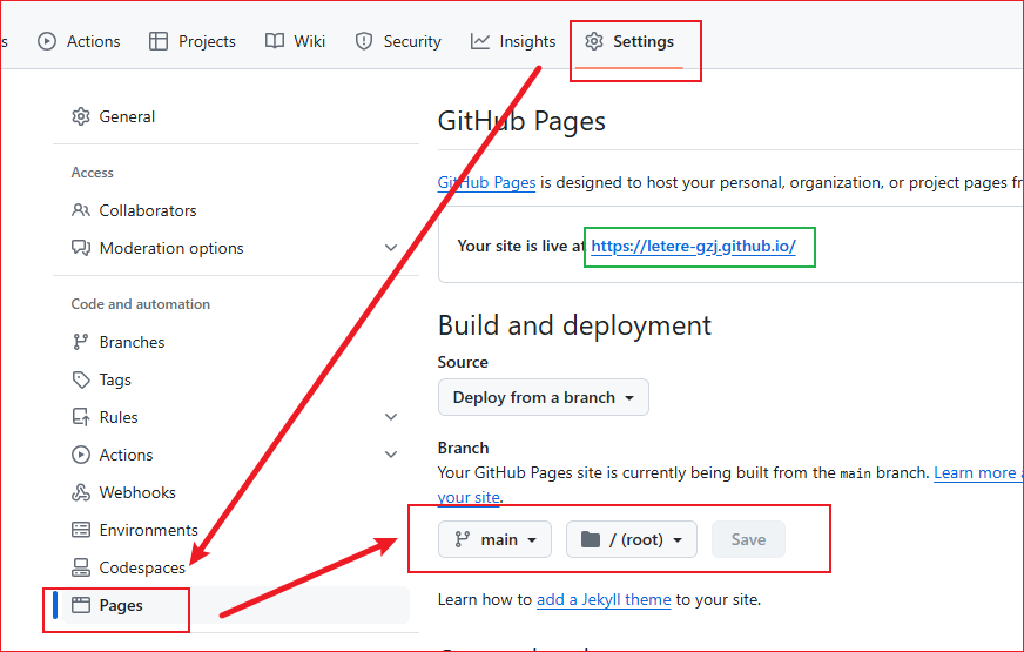 s Actions Projects Wiki Security Insights Settings
General
Access
Collaborators
Moderation options
Code and automation
Branches
Tags
Rules
Actions
Webhooks
Environments
Codespaces
Pages
GitHub Pages
GitHub Pages is designed to host your personal, organization, or project pages fr
Your site is live at https://letere-gzj.github.io/
Build and deployment
Source
Deploy from a branch
Branch
Your GitHub Pages site is currently being built from the main branch. Learn more a
your site.
main / (root) Save
Learn how to add a Jekyll theme to your site.